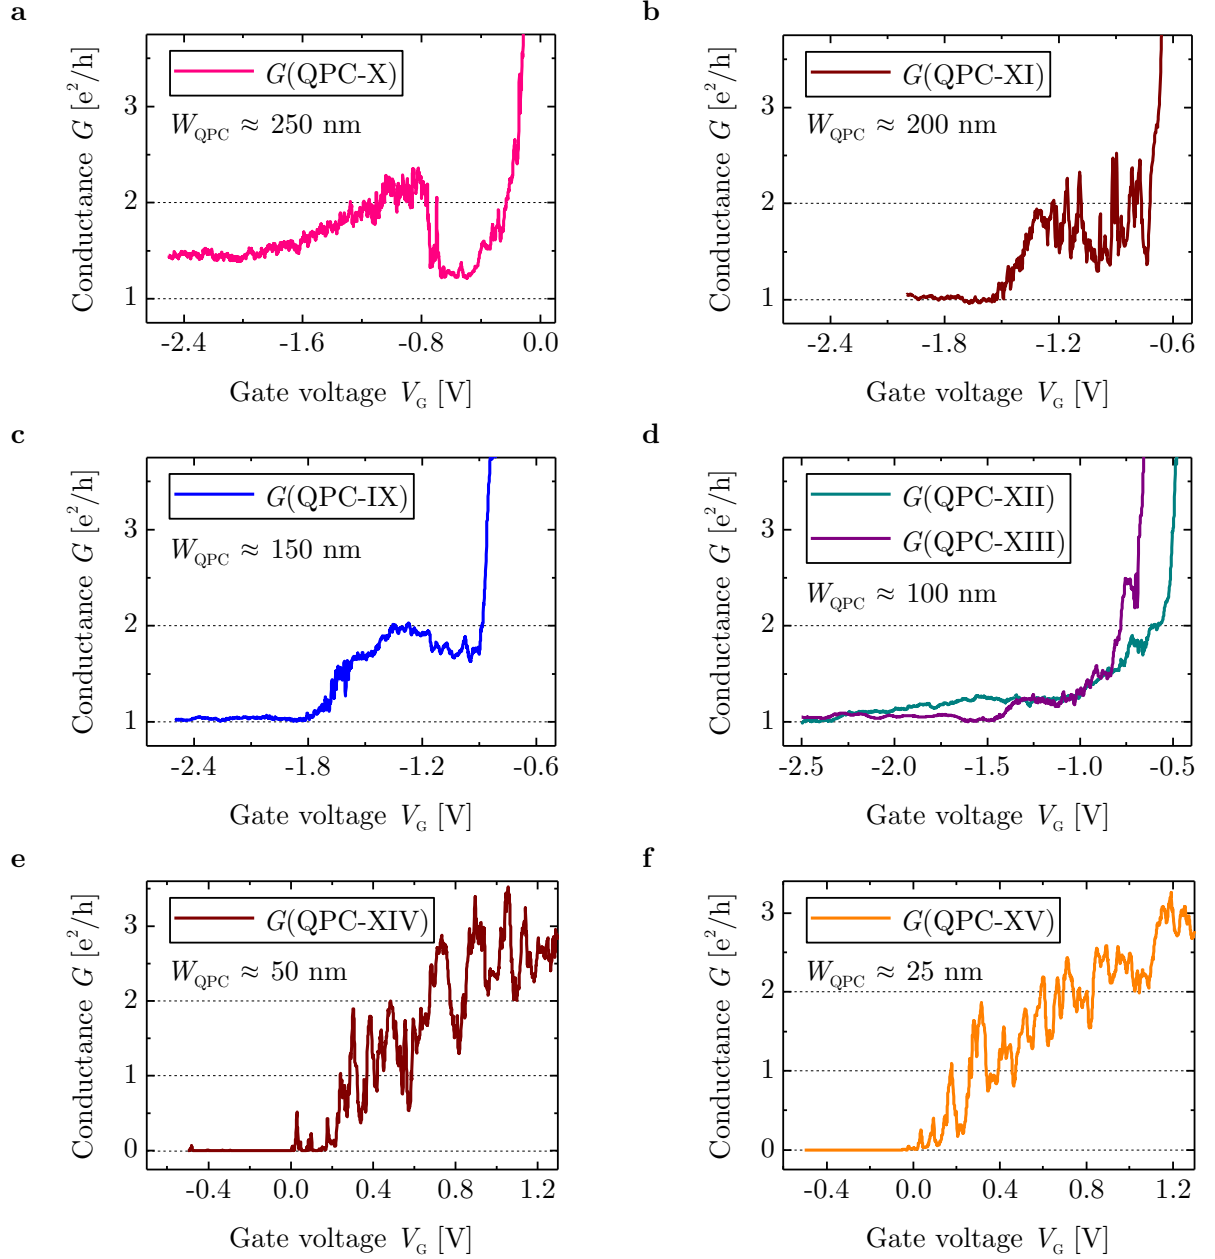 a
G(QPC-X)
W_QPC ≈ 250 nm
3
2
1
-2.4 -1.6 -0.8 0.0
Conductance G [e²/h]
Gate voltage V_G [V]
b
G(QPC-XI)
W_QPC ≈ 200 nm
3
2
1
-1.8 -1.2 -0.6
Conductance G [e²/h]
Gate voltage V_G [V]
c
G(QPC-IX)
W_QPC ≈ 150 nm
3
2
1
-2.4 -1.8 -1.2 -0.6
Conductance G [e²/h]
Gate voltage V_G [V]
d
G(QPC-XII)
G(QPC-XIII)
W_QPC ≈ 100 nm
3
2
1
-2.5 -2.0 -1.5 -1.0 -0.5
Conductance G [e²/h]
Gate voltage V_G [V]
e
G(QPC-XIV)
W_QPC ≈ 50 nm
3
2
1
0
-0.4 0.0 0.4 0.8 1.2
Conductance G [e²/h]
Gate voltage V_G [V]
f
G(QPC-XV)
W_QPC ≈ 25 nm
3
2
1
0
-0.4 0.0 0.4 0.8 1.2
Conductance G [e²/h]
Gate voltage V_G [V]